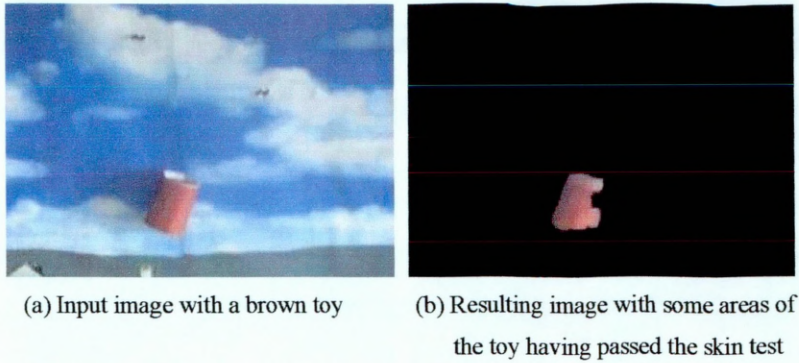 (a) Input image with a brown toy
(b) Resulting image with some areas of
the toy having passed the skin test